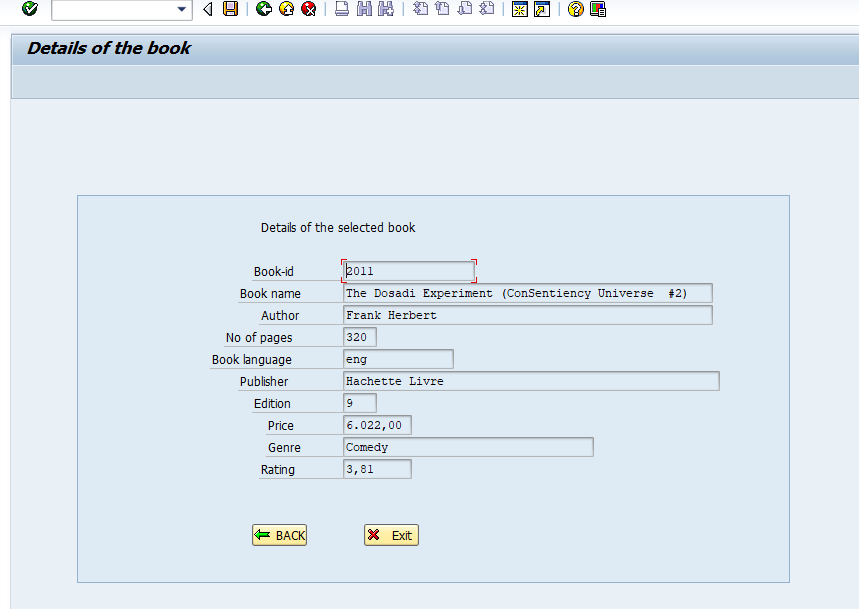 Details of the book
Details of the selected book
Book-id 2011
Book name The Dosadi Experiment (ConSentiency Universe  #2)
Author Frank Herbert
No of pages 320
Book language eng
Publisher Hachette Livre
Edition 9
Price 6.022,00
Genre Comedy
Rating 3,81
BACK Exit